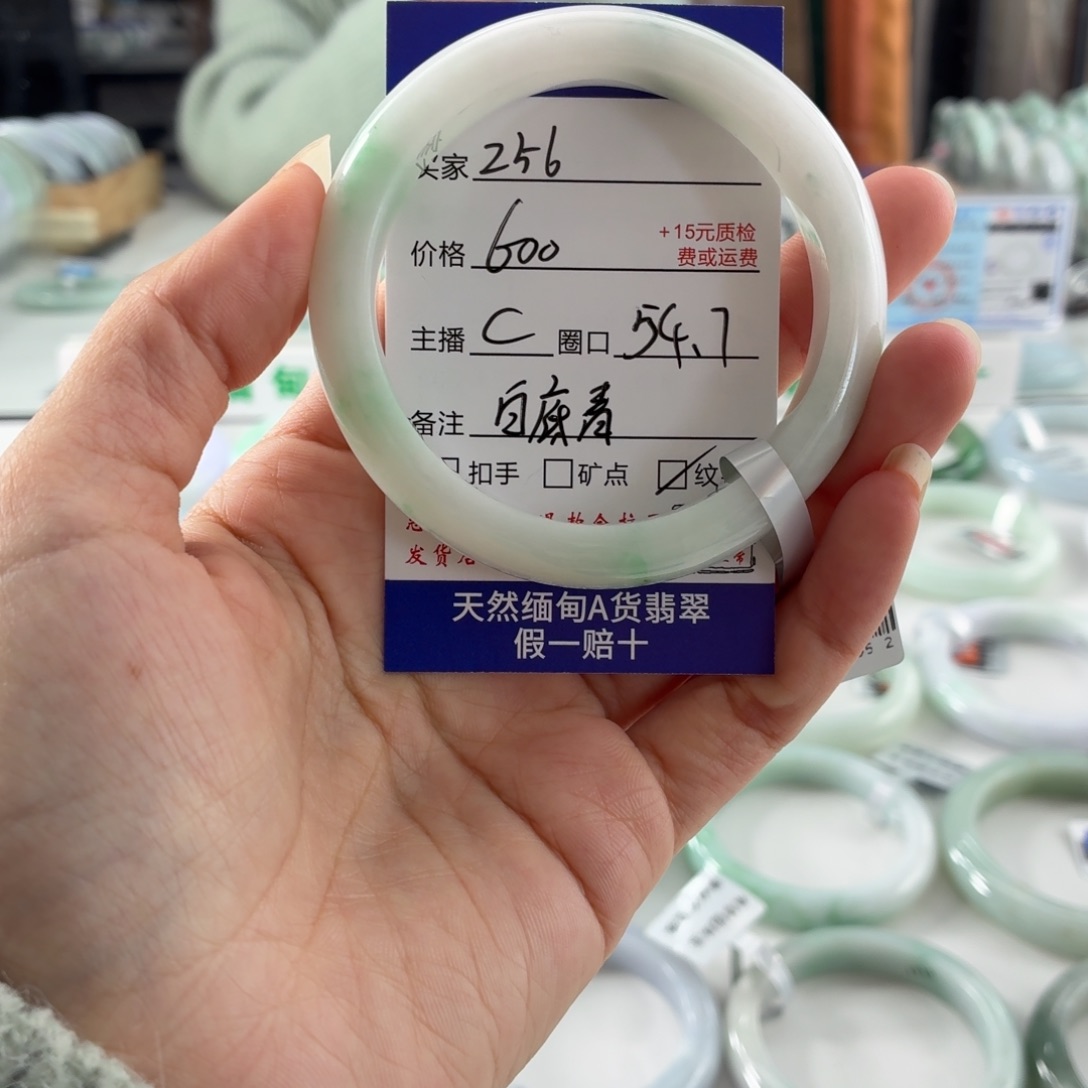 卖家 256
价格 600 +15元质检
费或运费
主播 C 圈口 54.7
备注 白底青
扣手 矿点 纹
发货
天然缅甸A货翡翠
假一赔十